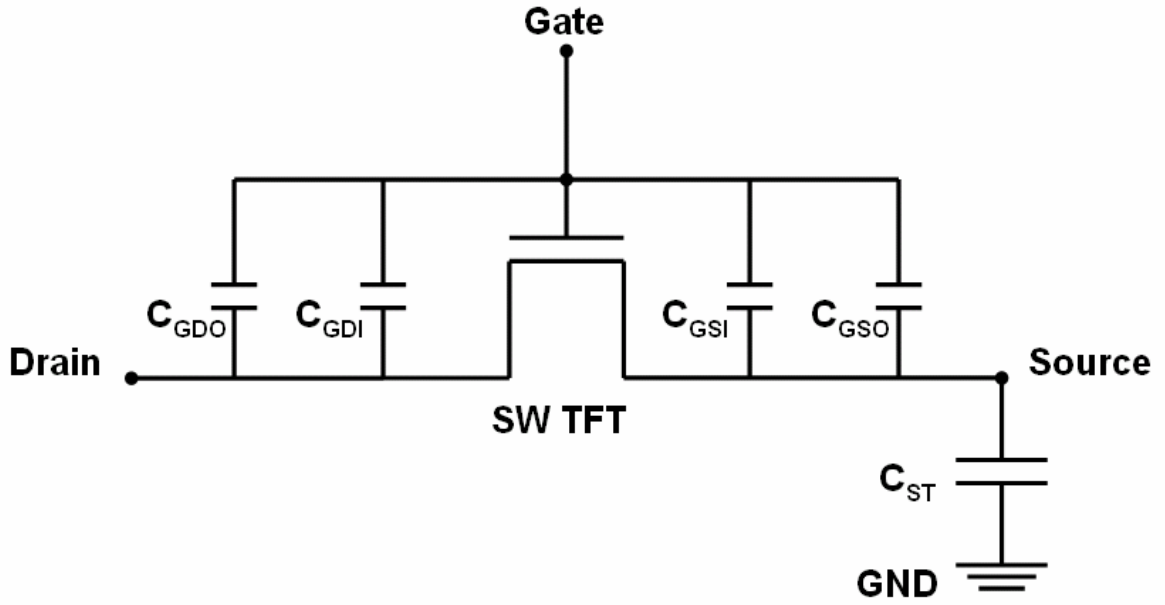 Gate
C_GDO C_GDI C_GSI C_GSO
Drain Source
SW TFT
C_ST
GND